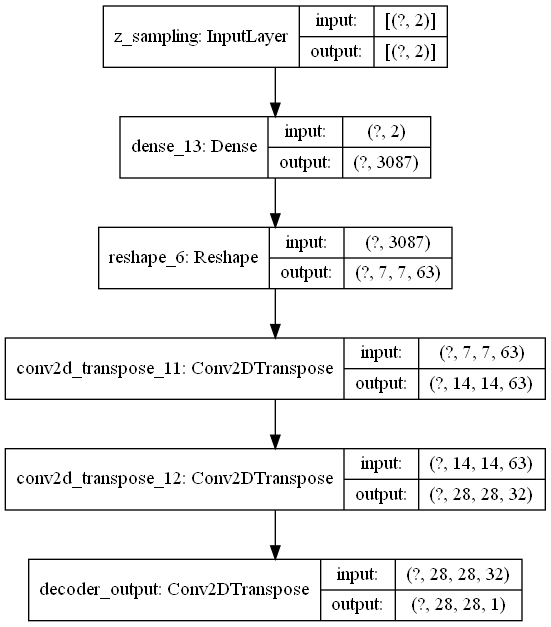 z_sampling: InputLayer
input: [(?, 2)]
output: [(?, 2)]
dense_13: Dense
input: (?, 2)
output: (?, 3087)
reshape_6: Reshape
input: (?, 3087)
output: (?, 7, 7, 63)
conv2d_transpose_11: Conv2DTranspose
input: (?, 7, 7, 63)
output: (?, 14, 14, 63)
conv2d_transpose_12: Conv2DTranspose
input: (?, 14, 14, 63)
output: (?, 28, 28, 32)
decoder_output: Conv2DTranspose
input: (?, 28, 28, 32)
output: (?, 28, 28, 1)